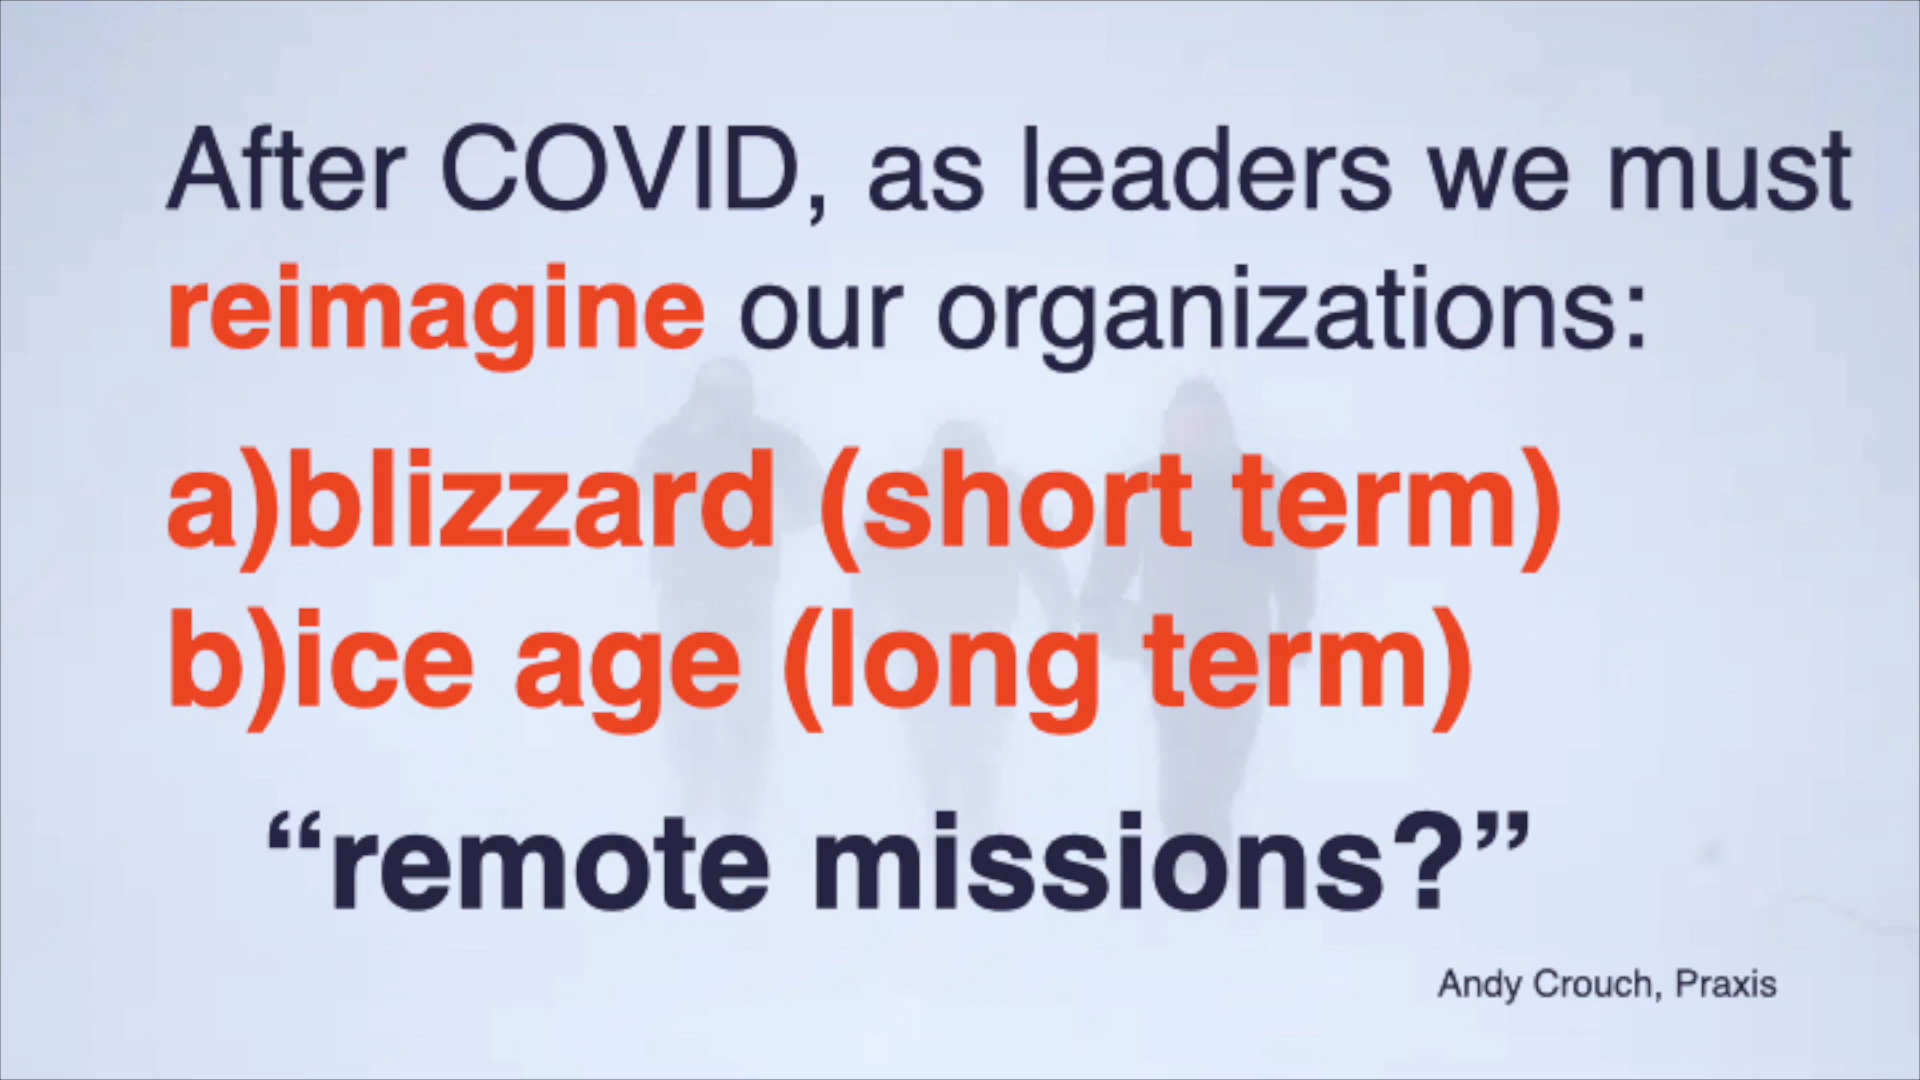 After COVID, as leaders we must
reimagine our organizations:
a)blizzard (short term)
b)ice age (long term)
“remote missions?”
Andy Crouch, Praxis